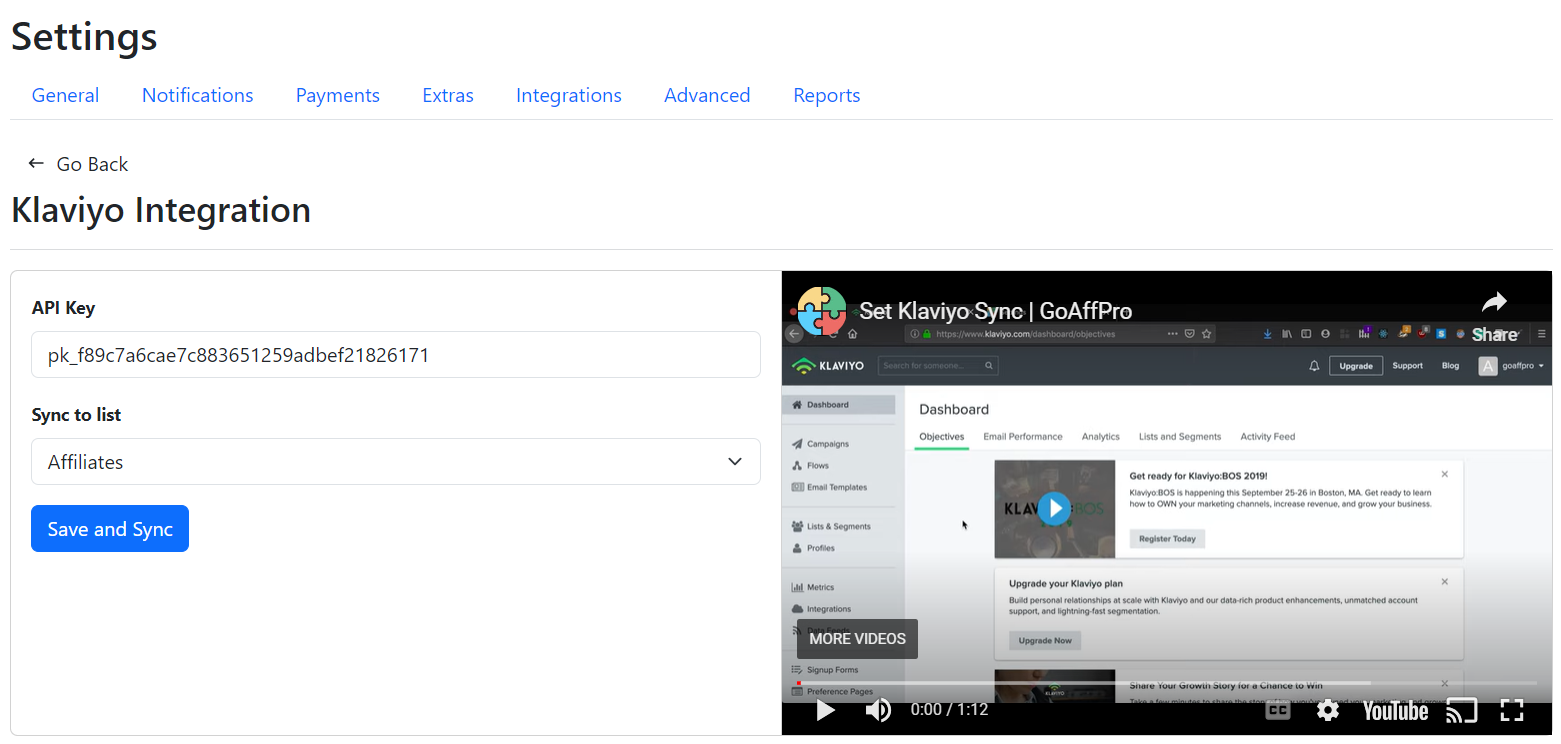 Settings
General Notifications Payments Extras Integrations Advanced Reports
← Go Back
Klaviyo Integration
API Key
pk_f89c7a6cae7c883651259adbef21826171
Sync to list
Affiliates
Save and Sync
Set Klaviyo Sync | GoAffPro
Share
https://www.klaviyo.com/dashboard/objectives
KLAVIYO
Search for someone...
Upgrade Support Blog A goaffpro
Dashboard
Campaigns
Flows
Email Templates
Lists & Segments
Profiles
Metrics
Integrations
Data Feeds
Signup Forms
Preference Pages
Dashboard
Objectives Email Performance Analytics Lists and Segments Activity Feed
KLAV BOS
Get ready for Klaviyo:BOS 2019!
Klaviyo:BOS is happening this September 25-26 in Boston, MA. Get ready to learn
how to OWN your marketing channels, increase revenue, and grow your business.
Register Today
Upgrade your Klaviyo plan
Build personal relationships at scale with Klaviyo and our data-rich product enhancements, unmatched account
support, and lightning-fast segmentation.
Upgrade Now
KLAVIYO
Share Your Growth Story for a Chance to Win
MORE VIDEOS
0:00 / 1:12
CC
YouTube